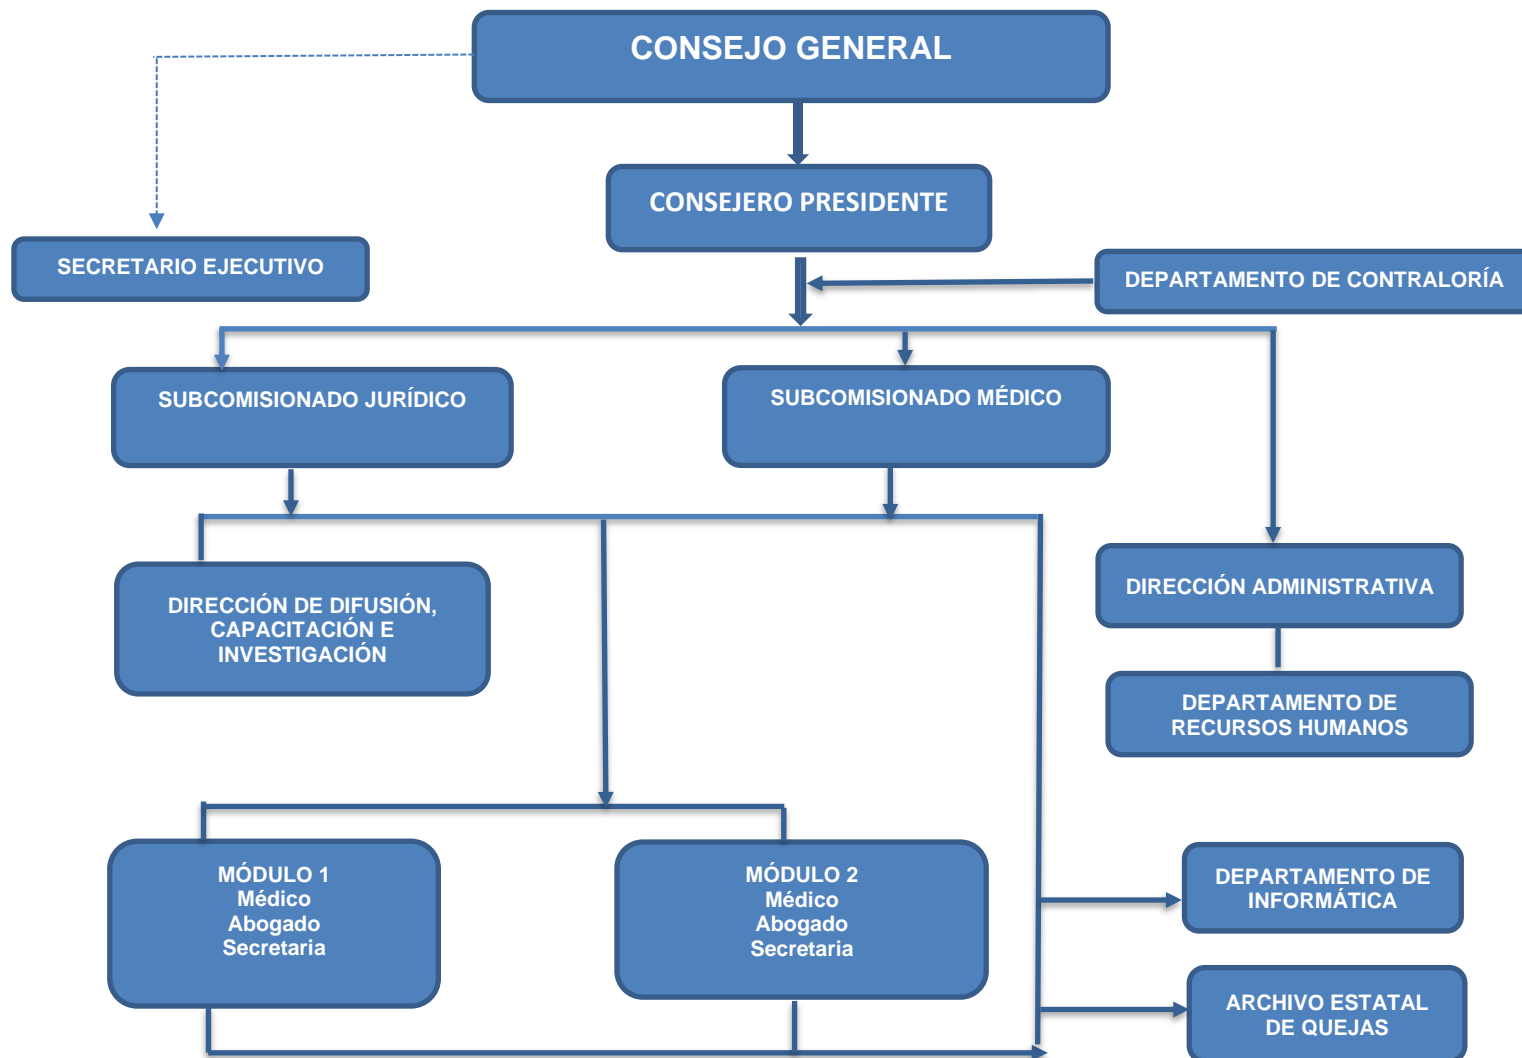 CONSEJO GENERAL
CONSEJERO PRESIDENTE
SECRETARIO EJECUTIVO
DEPARTAMENTO DE CONTRALORÍA
SUBCOMISIONADO JURÍDICO
SUBCOMISIONADO MÉDICO
DIRECCIÓN DE DIFUSIÓN,
CAPACITACIÓN E
INVESTIGACIÓN
DIRECCIÓN ADMINISTRATIVA
DEPARTAMENTO DE
RECURSOS HUMANOS
MÓDULO 1
Médico
Abogado
Secretaria
MÓDULO 2
Médico
Abogado
Secretaria
DEPARTAMENTO DE
INFORMÁTICA
ARCHIVO ESTATAL
DE QUEJAS